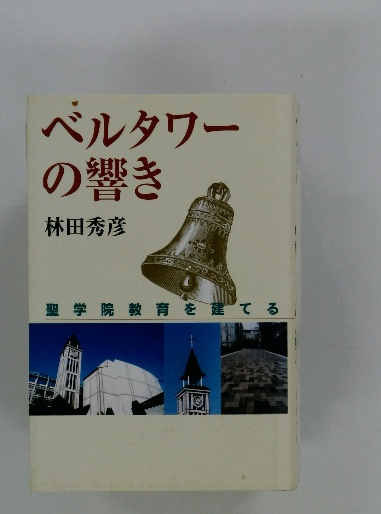 ベルタワー
の響き
林田秀彦
聖学院教育を建てる